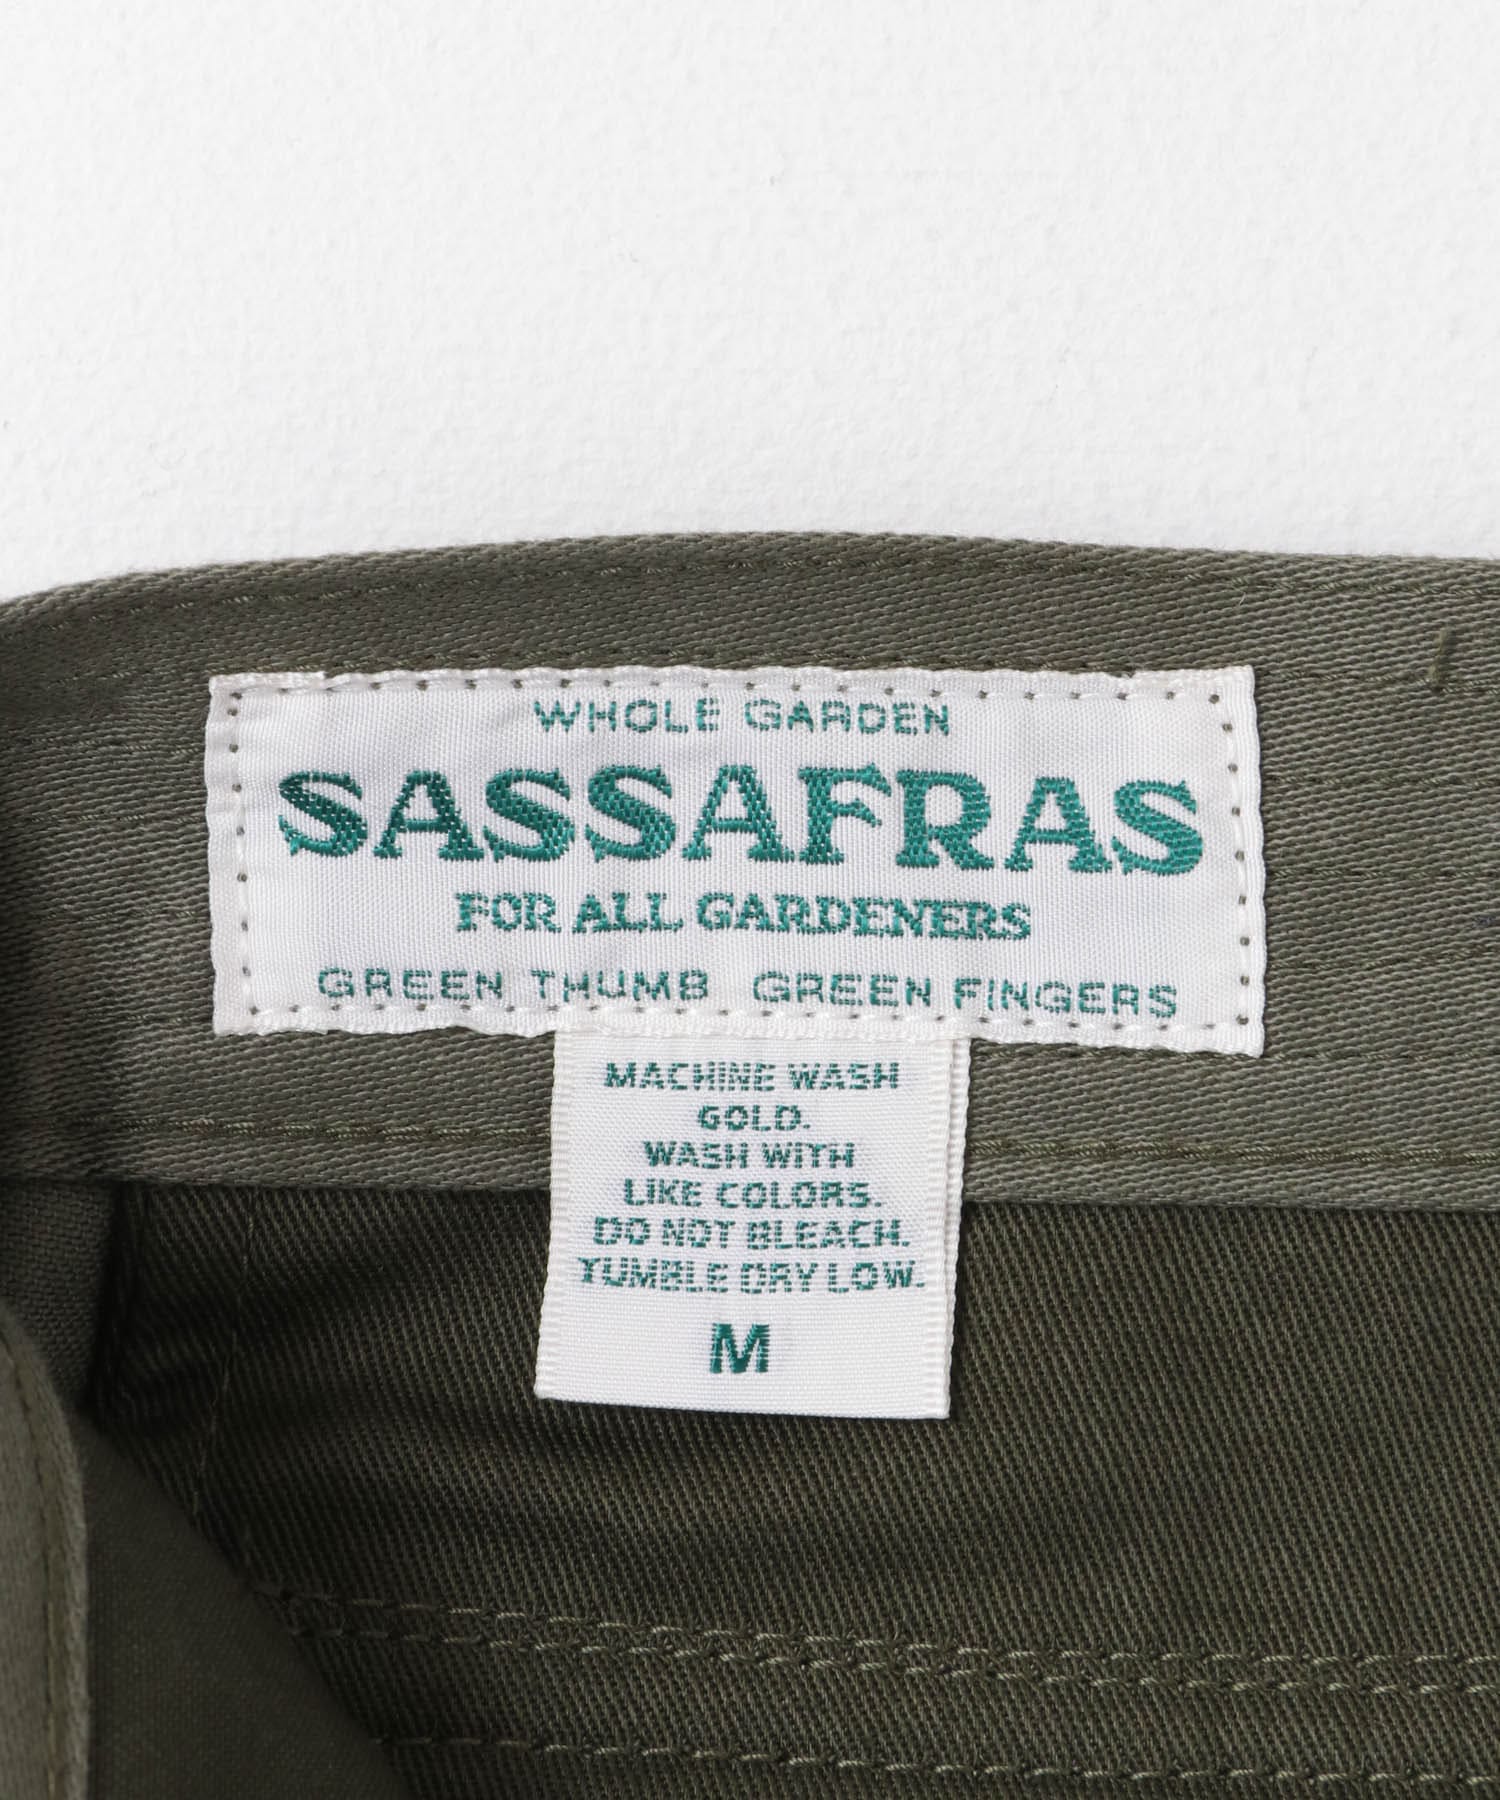 WHOLE GARDEN
SASSAFRAS
FOR ALL GARDENERS
GREEN THUMB GREEN FINGERS
MACHINE WASH
GOLD.
WASH WITH
LIKE COLORS.
DO NOT BLEACH.
TUMBLE DRY LOW.
M